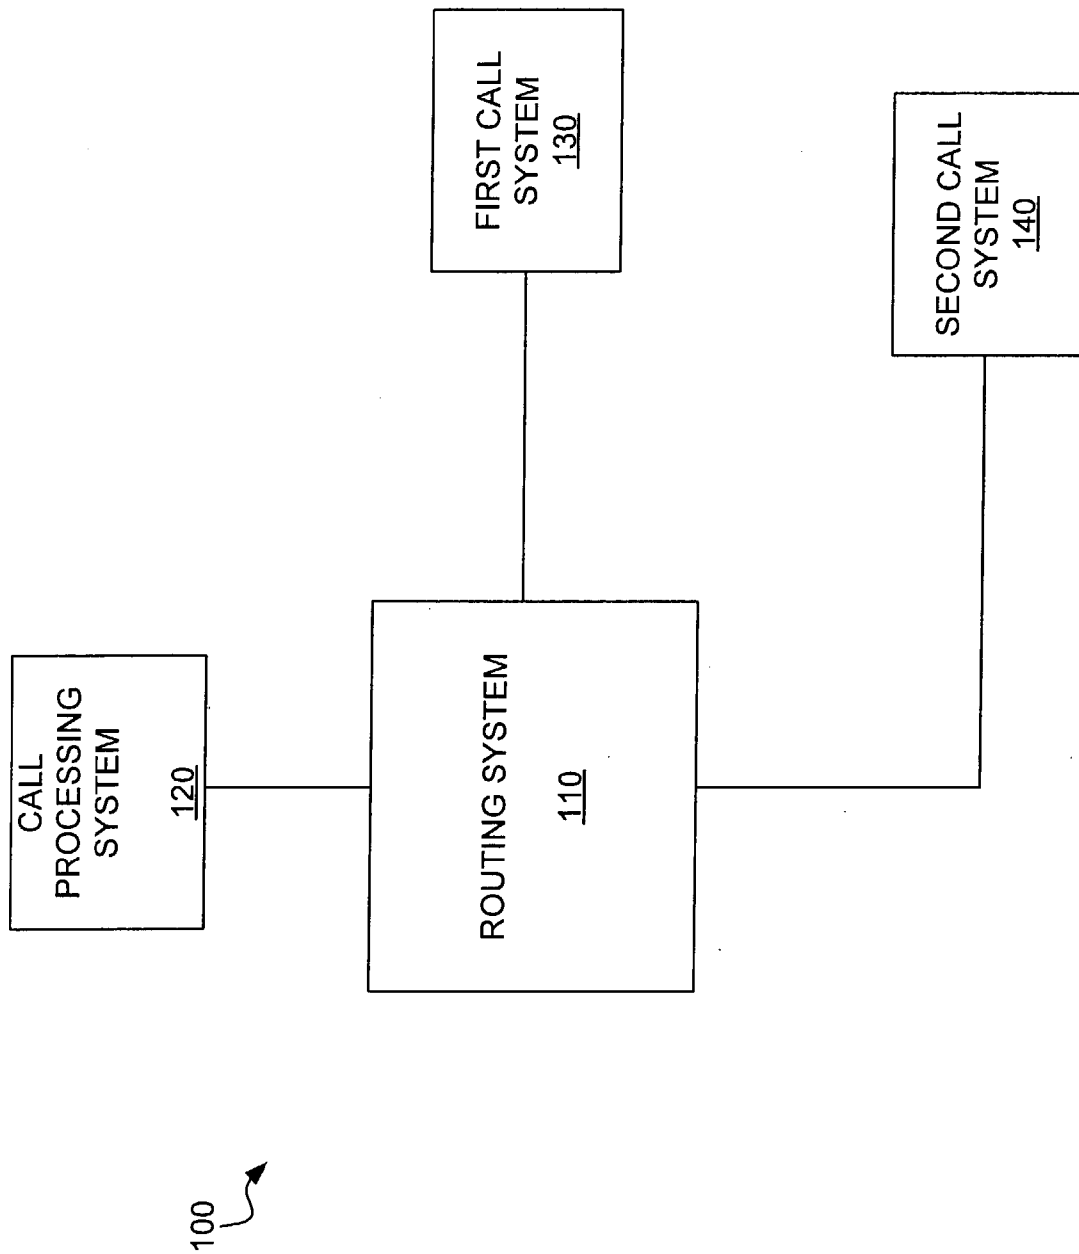 100
CALL
PROCESSING
SYSTEM
120
ROUTING SYSTEM
110
FIRST CALL
SYSTEM
130
SECOND CALL
SYSTEM
140